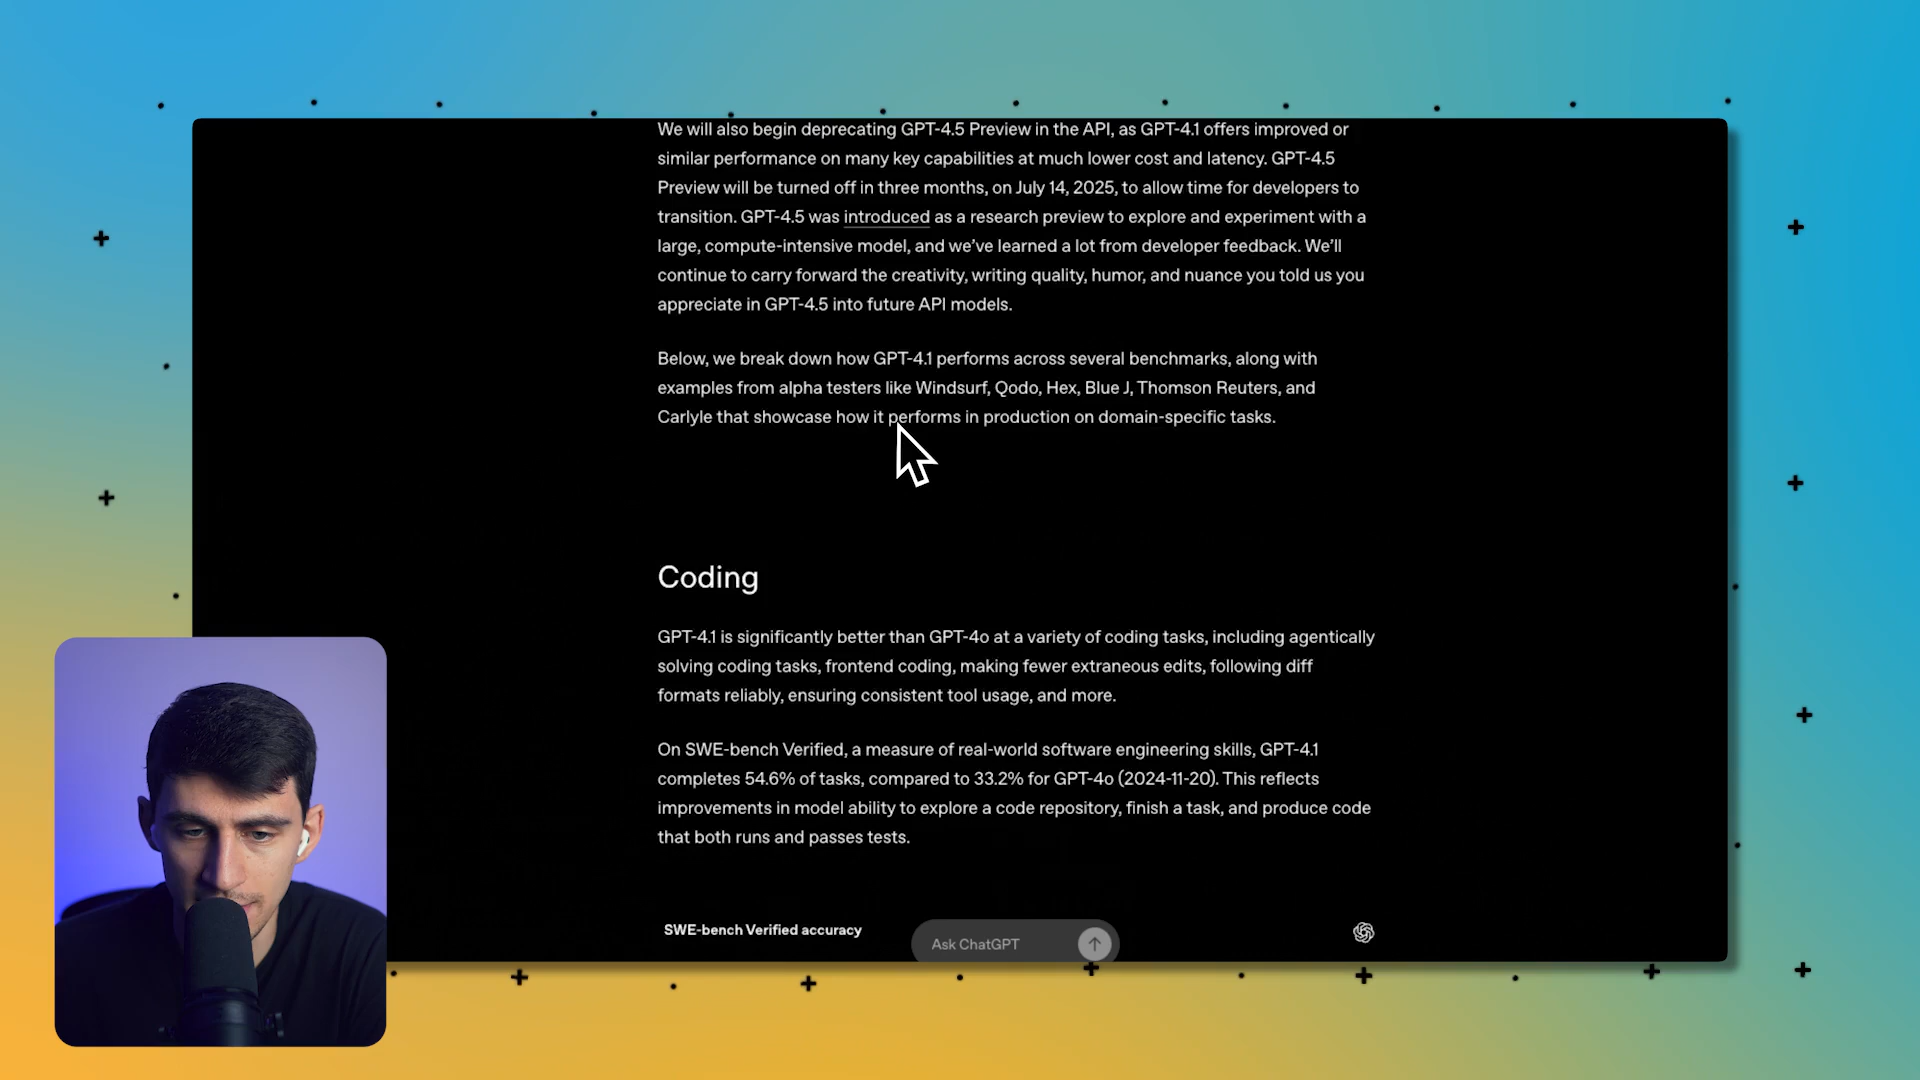 We will also begin deprecating GPT-4.5 Preview in the API, as GPT-4.1 offers improved or
similar performance on many key capabilities at much lower cost and latency. GPT-4.5
Preview will be turned off in three months, on July 14, 2025, to allow time for developers to
transition. GPT-4.5 was introduced as a research preview to explore and experiment with a
large, compute-intensive model, and we’ve learned a lot from developer feedback. We’ll
continue to carry forward the creativity, writing quality, humor, and nuance you told us you
appreciate in GPT-4.5 into future API models.
Below, we break down how GPT-4.1 performs across several benchmarks, along with
examples from alpha testers like Windsurf, Qodo, Hex, Blue J, Thomson Reuters, and
Carlyle that showcase how it performs in production on domain-specific tasks.
Coding
GPT-4.1 is significantly better than GPT-4o at a variety of coding tasks, including agentically
solving coding tasks, frontend coding, making fewer extraneous edits, following diff
formats reliably, ensuring consistent tool usage, and more.
On SWE-bench Verified, a measure of real-world software engineering skills, GPT-4.1
completes 54.6% of tasks, compared to 33.2% for GPT-4o (2024-11-20). This reflects
improvements in model ability to explore a code repository, finish a task, and produce code
that both runs and passes tests.
SWE-bench Verified accuracy
Ask ChatGPT